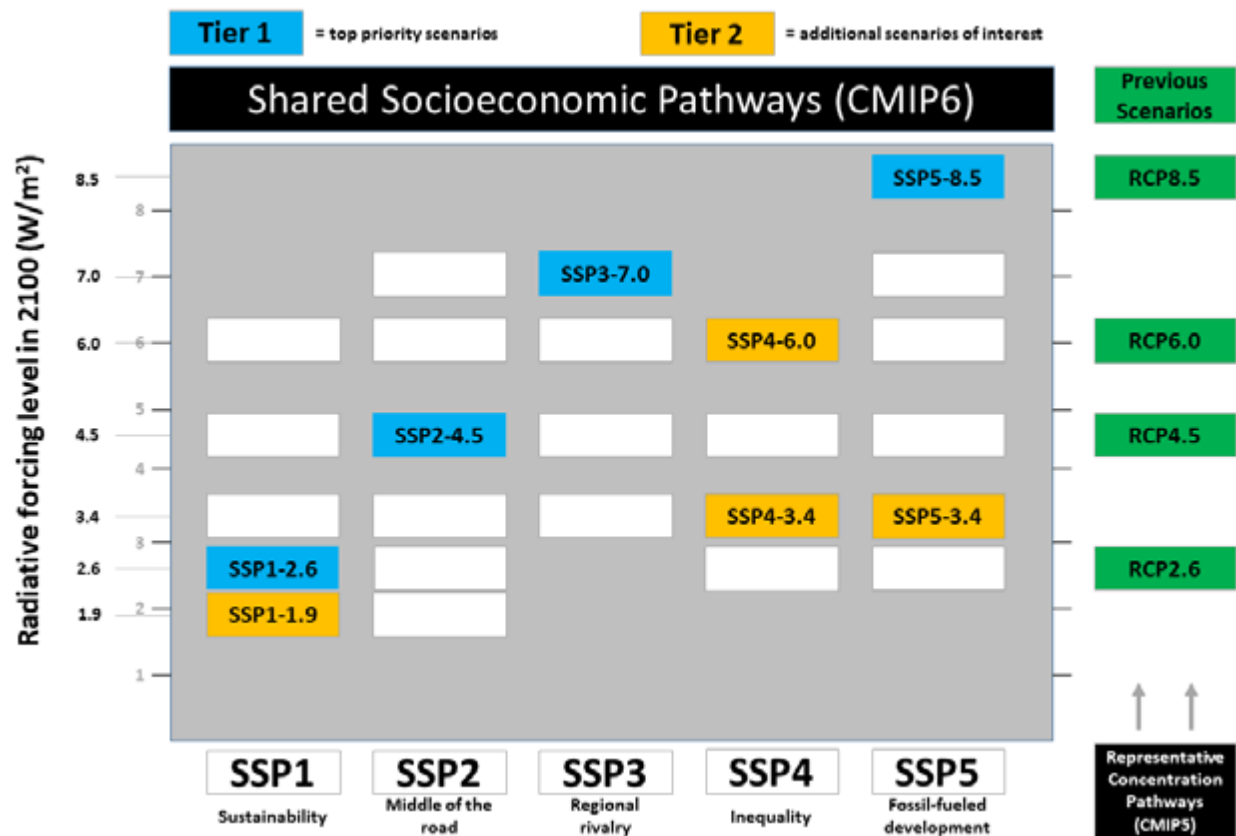 Tier 1 = top priority scenarios
Tier 2 = additional scenarios of interest
Shared Socioeconomic Pathways (CMIP6)
Previous
Scenarios
Radiative forcing level in 2100 (W/m²)
8.5
SSP5-8.5
RCP8.5
8
7.0
7
SSP3-7.0
6.0
6
SSP4-6.0
RCP6.0
5
4.5
SSP2-4.5
RCP4.5
4
3.4
SSP4-3.4
SSP5-3.4
3
2.6
SSP1-2.6
RCP2.6
2
1.9
SSP1-1.9
1
SSP1
Sustainability
SSP2
Middle of the
road
SSP3
Regional
rivalry
SSP4
Inequality
SSP5
Fossil-fueled
development
Representative
Concentration
Pathways
(CMIP5)